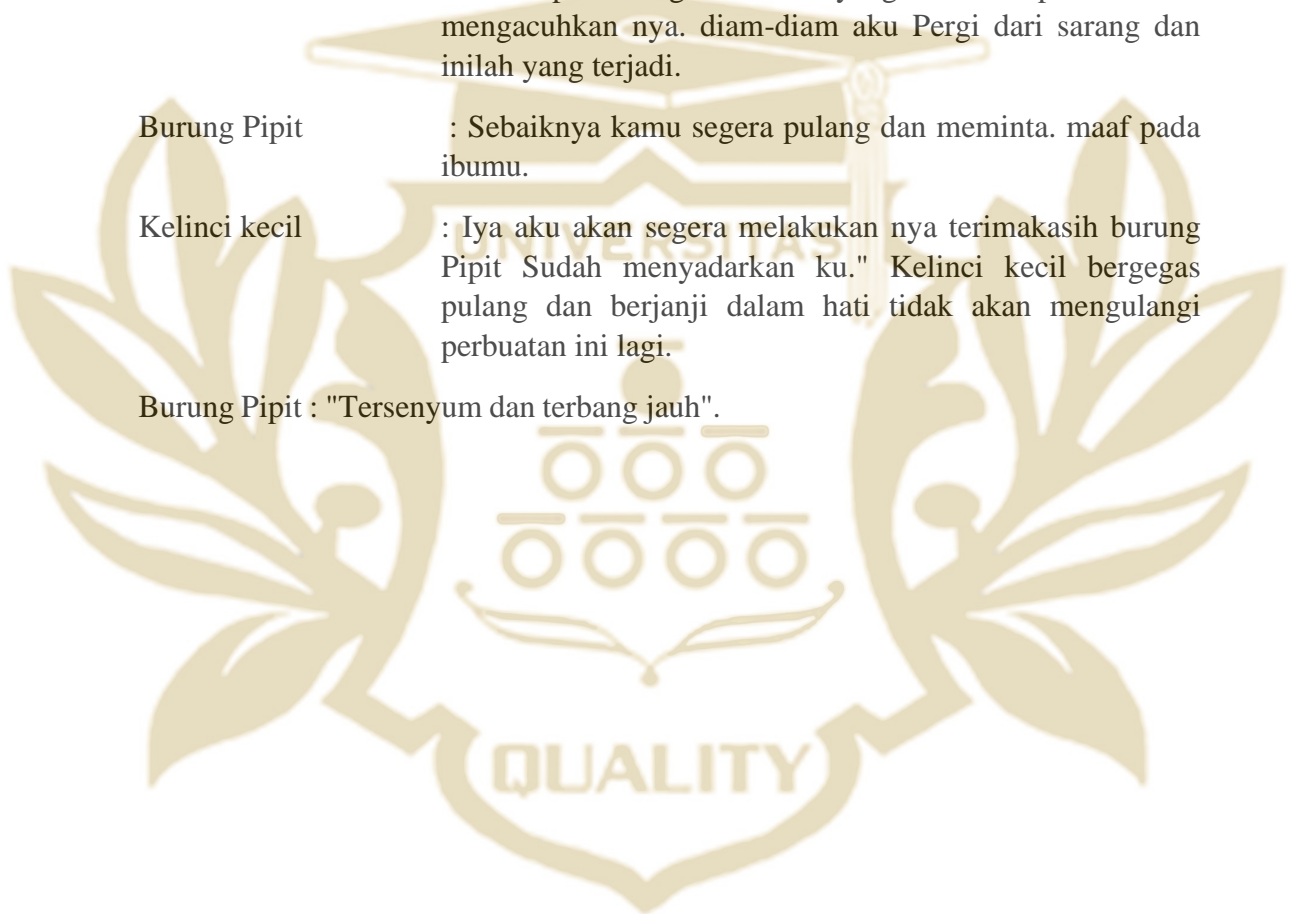 mengacuhkan nya. diam-diam aku Pergi dari sarang dan
inilah yang terjadi.
Burung Pipit : Sebaiknya kamu segera pulang dan meminta. maaf pada
ibumu.
Kelinci kecil : Iya aku akan segera melakukan nya terimakasih burung
Pipit Sudah menyadarkan ku." Kelinci kecil bergegas
pulang dan berjanji dalam hati tidak akan mengulangi
perbuatan ini lagi.
Burung Pipit : "Tersenyum dan terbang jauh".
UNIVERSITAS
QUALITY